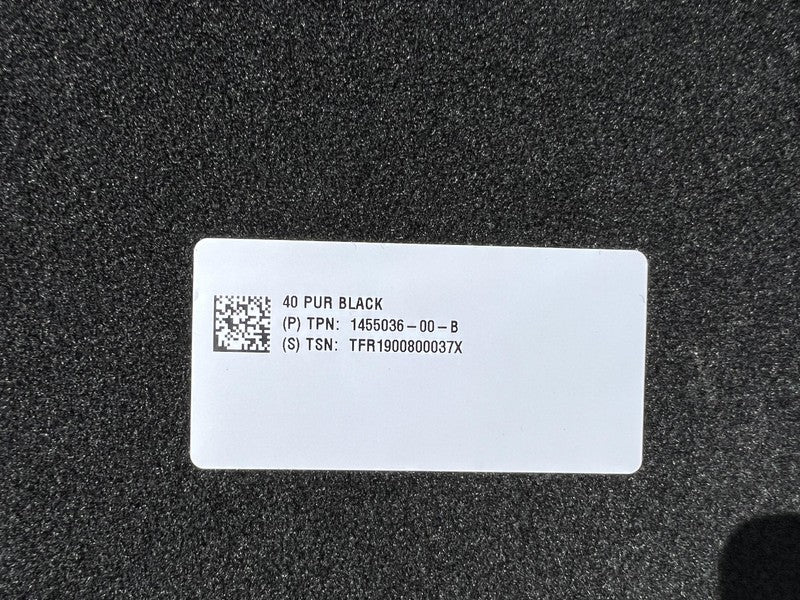 40 PUR BLACK
(P) TPN: 1455036-00-B
(S) TSN: TFR1900800037X